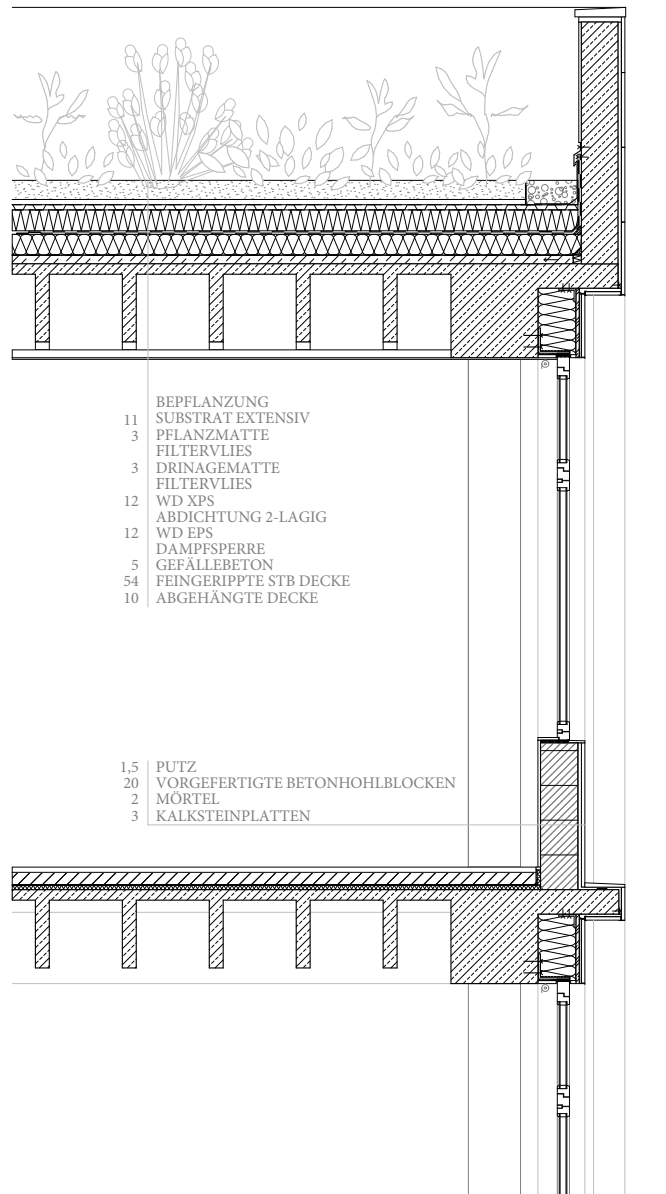 BEPFLANZUNG
11 SUBSTRAT EXTENSIV
3 PFLANZMATTE
FILTERVLIES
3 DRINAGEMATTE
FILTERVLIES
12 WD XPS
ABDICHTUNG 2-LAGIG
12 WD EPS
DAMPFSPERRE
5 GEFÄLLEBETON
54 FEINGERIPPTE STB DECKE
10 ABGEHÄNGTE DECKE
1,5 PUTZ
20 VORGEFERTIGTE BETONHOHLBLOCKEN
2 MÖRTEL
3 KALKSTEINPLATTEN